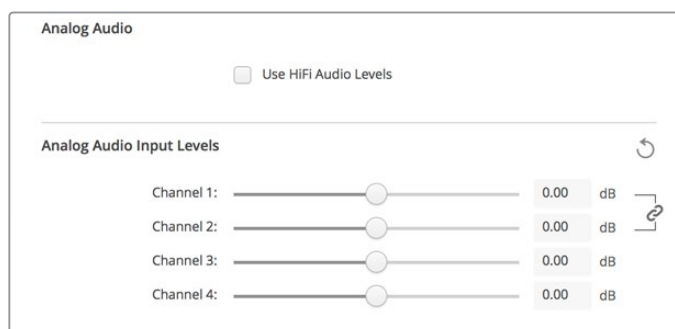 Analog Audio
Use HiFi Audio Levels
Analog Audio Input Levels
Channel 1: 0.00 dB
Channel 2: 0.00 dB
Channel 3: 0.00 dB
Channel 4: 0.00 dB